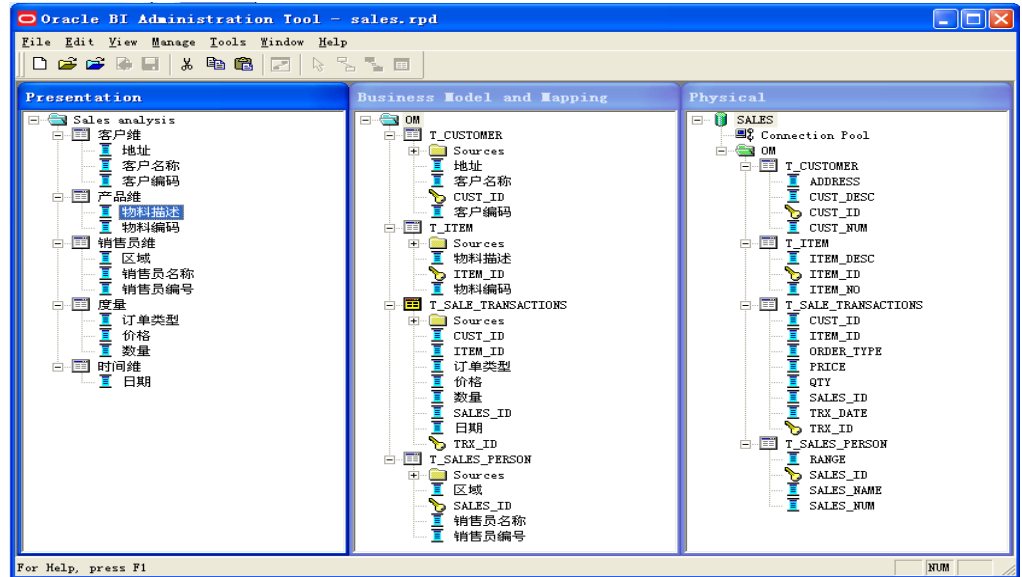 Oracle BI Administration Tool - sales.rpd
File Edit View Manage Tools Window Help
Presentation
Sales analysis
客户维
地址
客户名称
客户编码
产品维
物料描述
物料编码
销售员维
区域
销售员名称
销售员编号
度量
订单类型
价格
数量
时间维
日期
Business Model and Mapping
OM
T_CUSTOMER
Sources
地址
客户名称
CUST_ID
客户编码
T_ITEM
Sources
物料描述
ITEM_ID
物料编码
T_SALE_TRANSACTIONS
Sources
CUST_ID
ITEM_ID
订单类型
价格
数量
SALES_ID
日期
TRX_ID
T_SALES_PERSON
Sources
区域
SALES_ID
销售员名称
销售员编号
Physical
SALES
Connection Pool
OM
T_CUSTOMER
ADDRESS
CUST_DESC
CUST_ID
CUST_NUM
T_ITEM
ITEM_DESC
ITEM_ID
ITEM_NO
T_SALE_TRANSACTIONS
CUST_ID
ITEM_ID
ORDER_TYPE
PRICE
QTY
SALES_ID
TRX_DATE
TRX_ID
T_SALES_PERSON
RANGE
SALES_ID
SALES_NAME
SALES_NUM
For Help, press F1
NUM